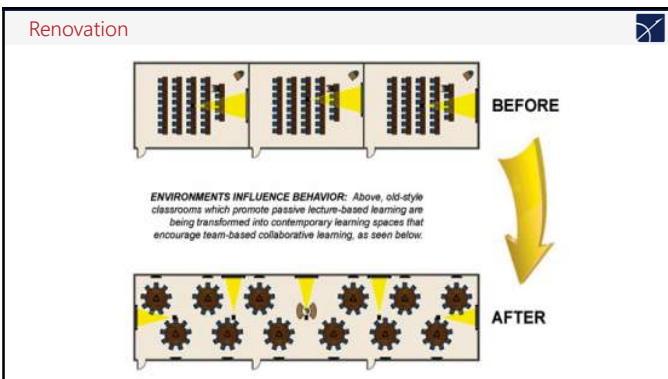 Renovation
BEFORE
ENVIRONMENTS INFLUENCE BEHAVIOR: Above, old-style
classrooms which promote passive lecture-based learning are
being transformed into contemporary learning spaces that
encourage team-based collaborative learning, as seen below.
AFTER